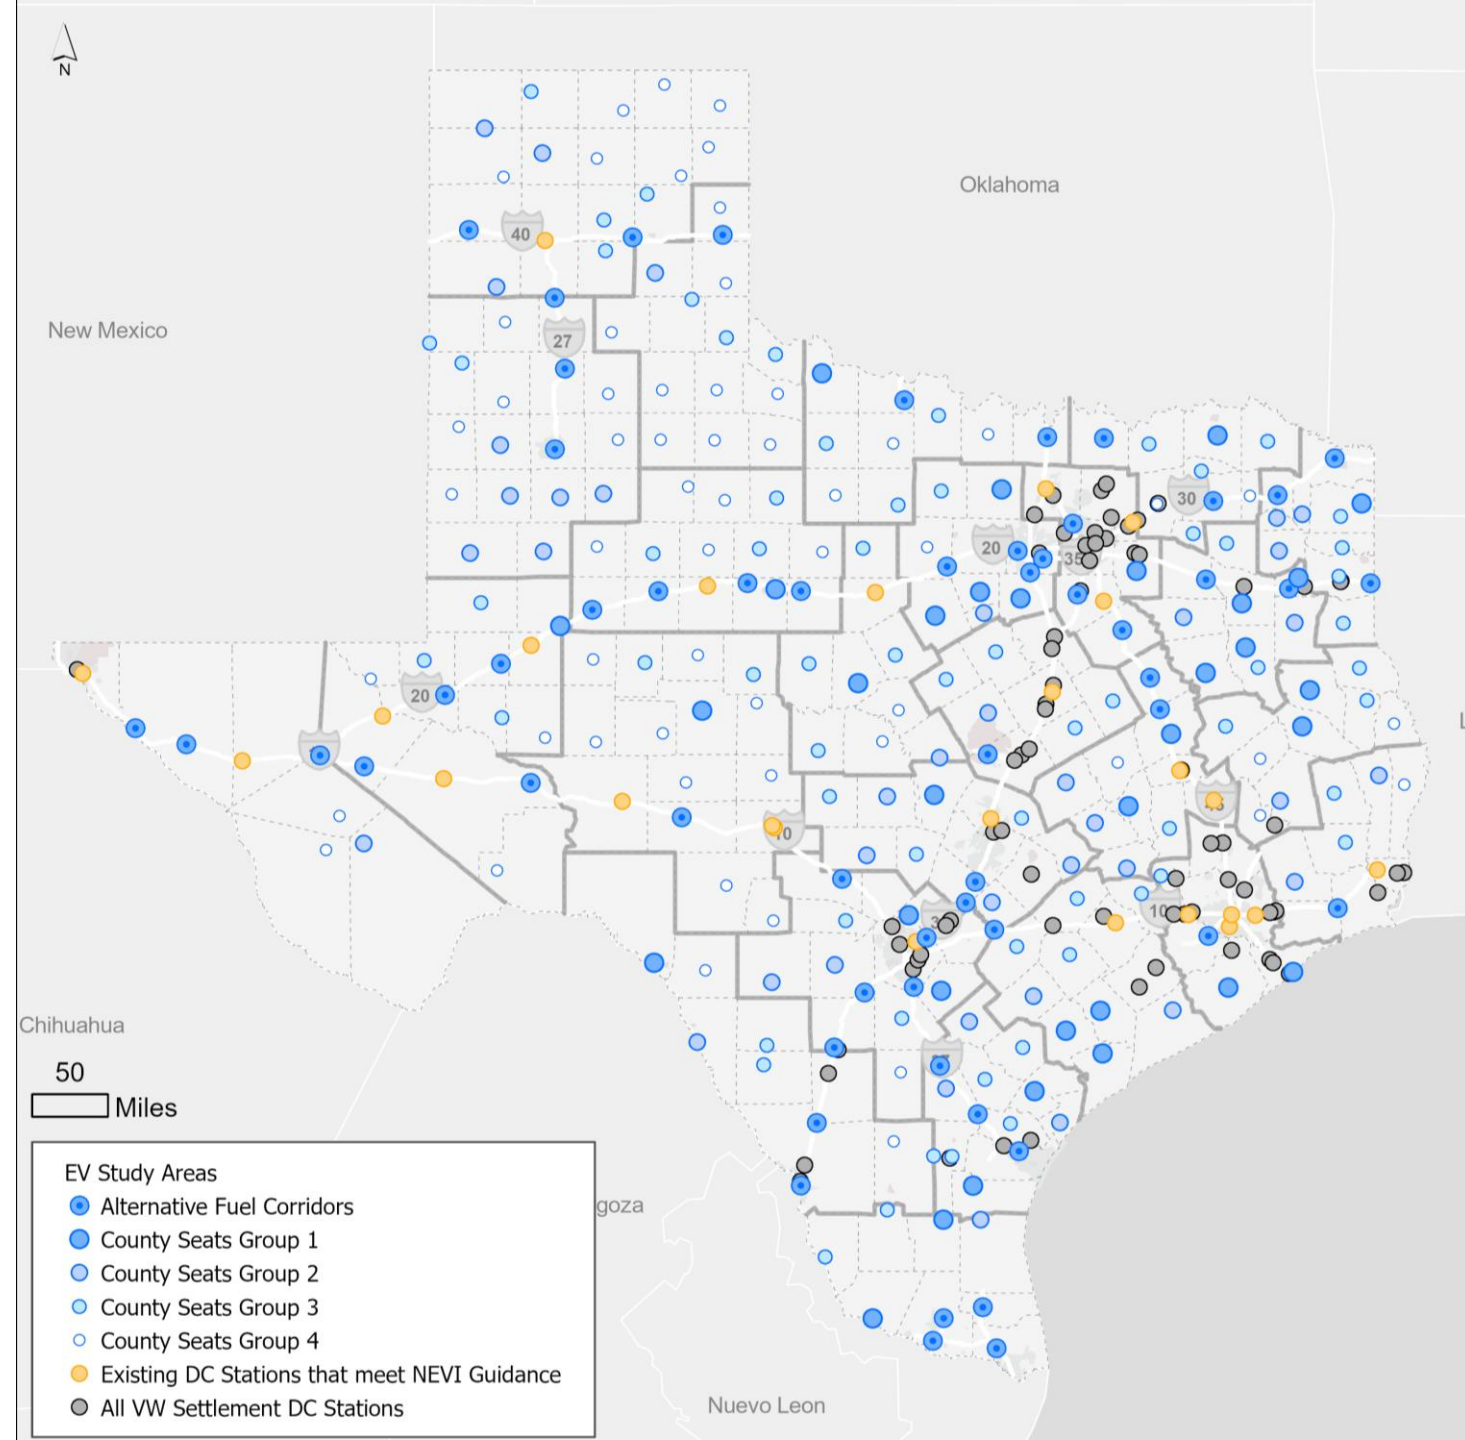 N
Oklahoma
40
New Mexico
27
30
20
35
20
10
10
Chihuahua
50
Miles
EV Study Areas
Alternative Fuel Corridors
County Seats Group 1
County Seats Group 2
County Seats Group 3
County Seats Group 4
Existing DC Stations that meet NEVI Guidance
All VW Settlement DC Stations
goza
Nuevo Leon